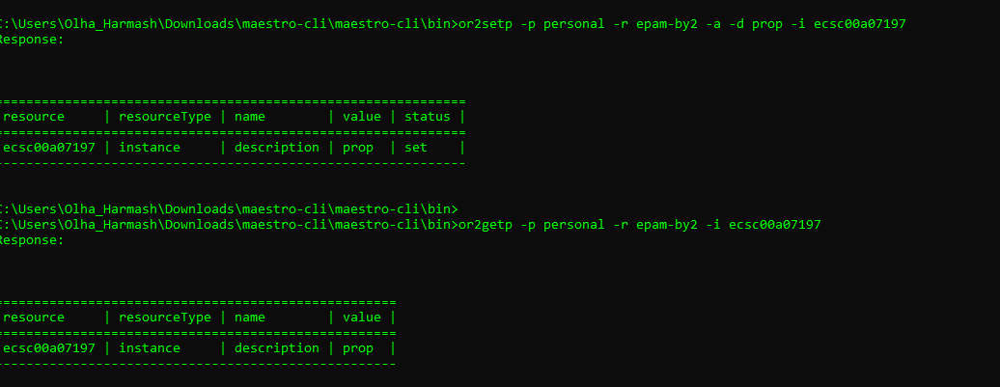 C:\Users\Olha_Harmash\Downloads\maestro-cli\maestro-cli\bin>or2setp -p personal -r epam-by2 -a -d prop -i ecsc00a07197
Response:
============================================================
resource     | resourceType | name        | value | status |
============================================================
ecsc00a07197 | instance     | description | prop  | set    |
------------------------------------------------------------
C:\Users\Olha_Harmash\Downloads\maestro-cli\maestro-cli\bin>
C:\Users\Olha_Harmash\Downloads\maestro-cli\maestro-cli\bin>or2getp -p personal -r epam-by2 -i ecsc00a07197
Response:
===================================================
resource     | resourceType | name        | value |
===================================================
ecsc00a07197 | instance     | description | prop  |
---------------------------------------------------